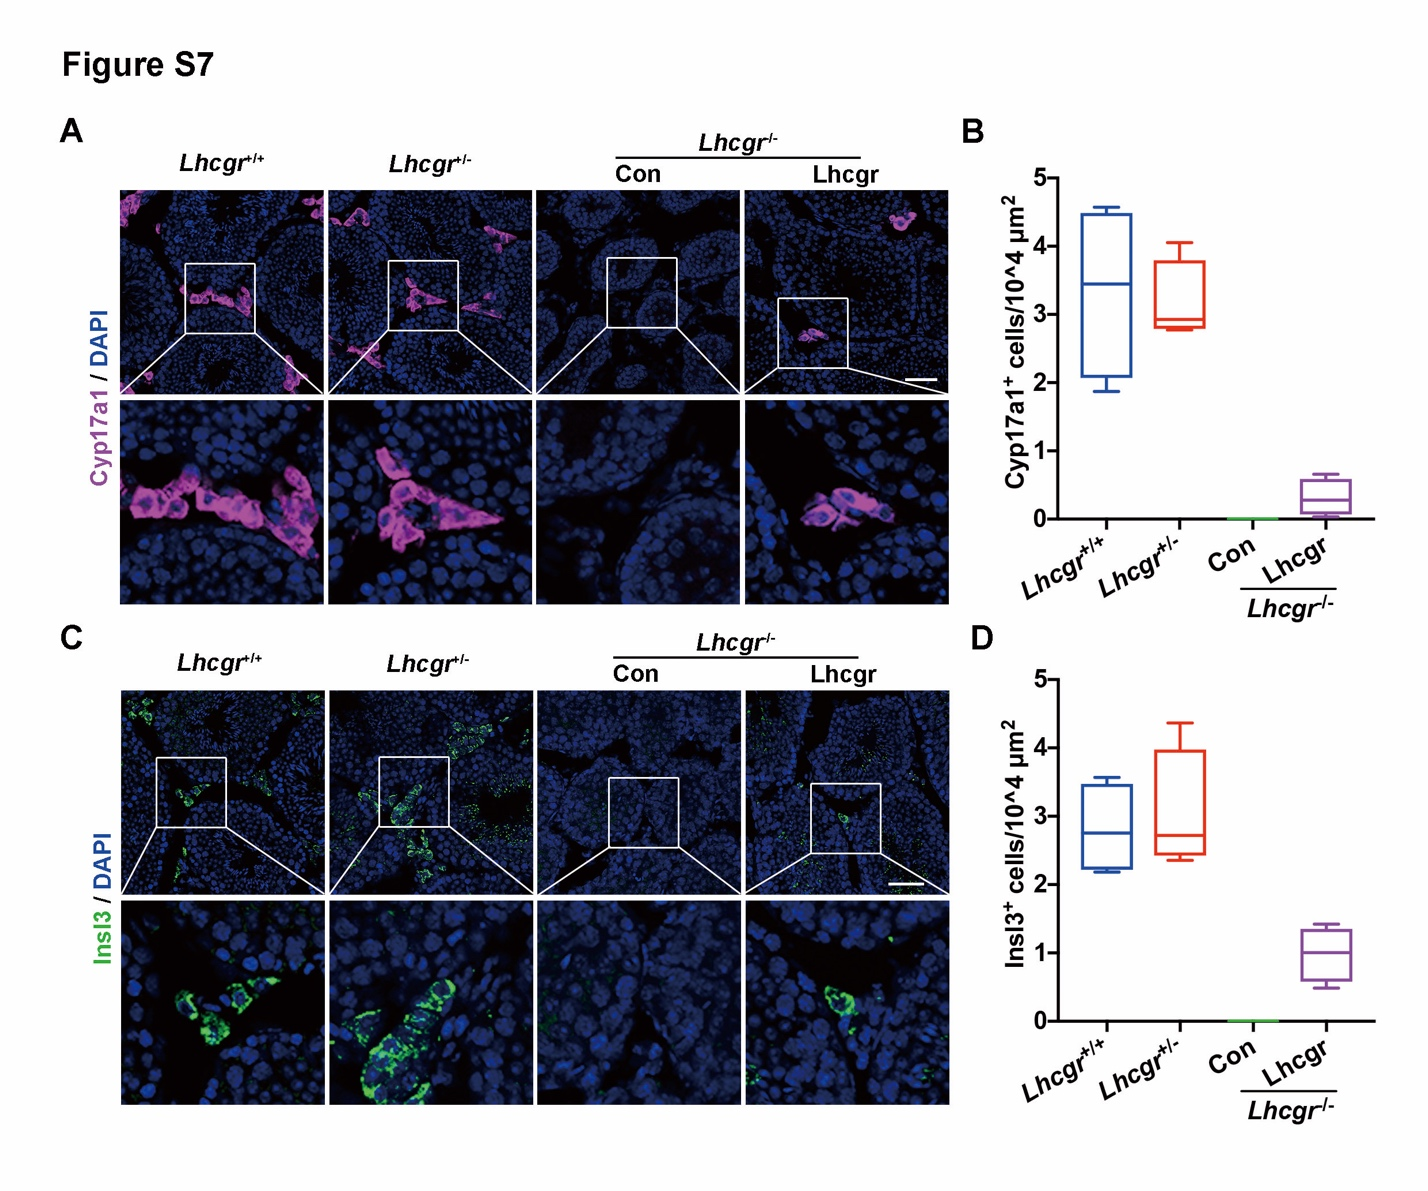 Figure S7
A
Lhcgr+/+
Lhcgr+/-
Lhcgr-/-
Con
Lhcgr
Cyp17a1 / DAPI
B
Cyp17a1+ cells/10^4 µm2
5
4
3
2
1
0
Lhcgr+/+
Lhcgr+/-
Con
Lhcgr
Lhcgr-/-
C
Lhcgr+/+
Lhcgr+/-
Lhcgr-/-
Con
Lhcgr
Insl3 / DAPI
D
Insl3+ cells/10^4 µm2
5
4
3
2
1
0
Lhcgr+/+
Lhcgr+/-
Con
Lhcgr
Lhcgr-/-